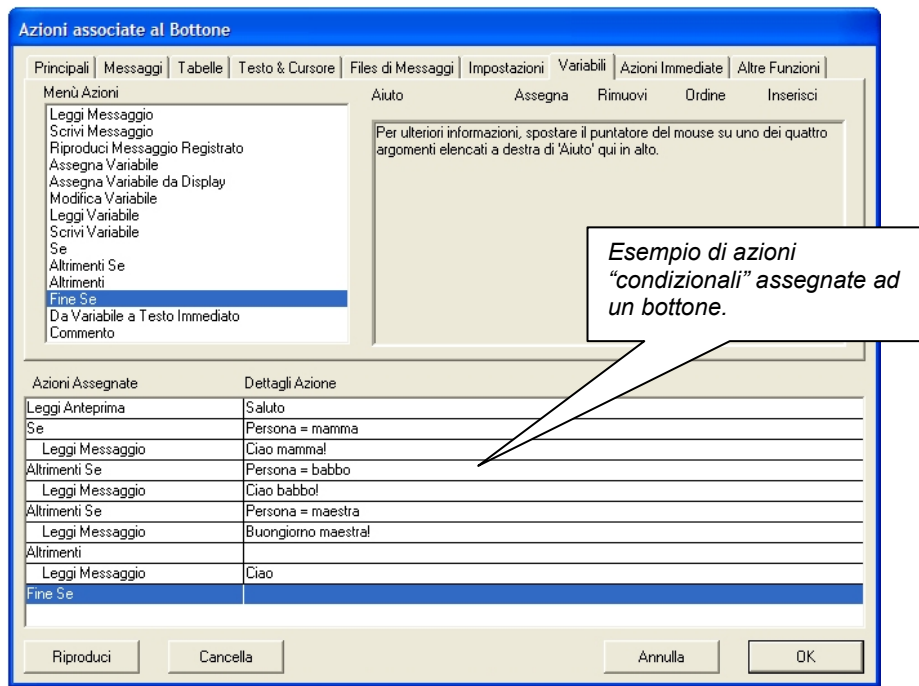 Azioni associate al Bottone
Principali Messaggi Tabelle Testo & Cursore Files di Messaggi Impostazioni Variabili Azioni Immediate Altre Funzioni
Menù Azioni
Leggi Messaggio
Scrivi Messaggio
Riproduci Messaggio Registrato
Assegna Variabile
Assegna Variabile da Display
Modifica Variabile
Leggi Variabile
Scrivi Variabile
Se
Altrimenti Se
Altrimenti
Fine Se
Da Variabile a Testo Immediato
Commento
Aiuto Assegna Rimuovi Ordine Inserisci
Per ulteriori informazioni, spostare il puntatore del mouse su uno dei quattro
argomenti elencati a destra di 'Aiuto' qui in alto.
Esempio di azioni
“condizionali” assegnate ad
un bottone.
Azioni Assegnate Dettagli Azione
Leggi Anteprima Saluto
Se Persona = mamma
Leggi Messaggio Ciao mamma!
Altrimenti Se Persona = babbo
Leggi Messaggio Ciao babbo!
Altrimenti Se Persona = maestra
Leggi Messaggio Buongiorno maestra!
Altrimenti
Leggi Messaggio Ciao
Fine Se
Riproduci Cancella Annulla OK